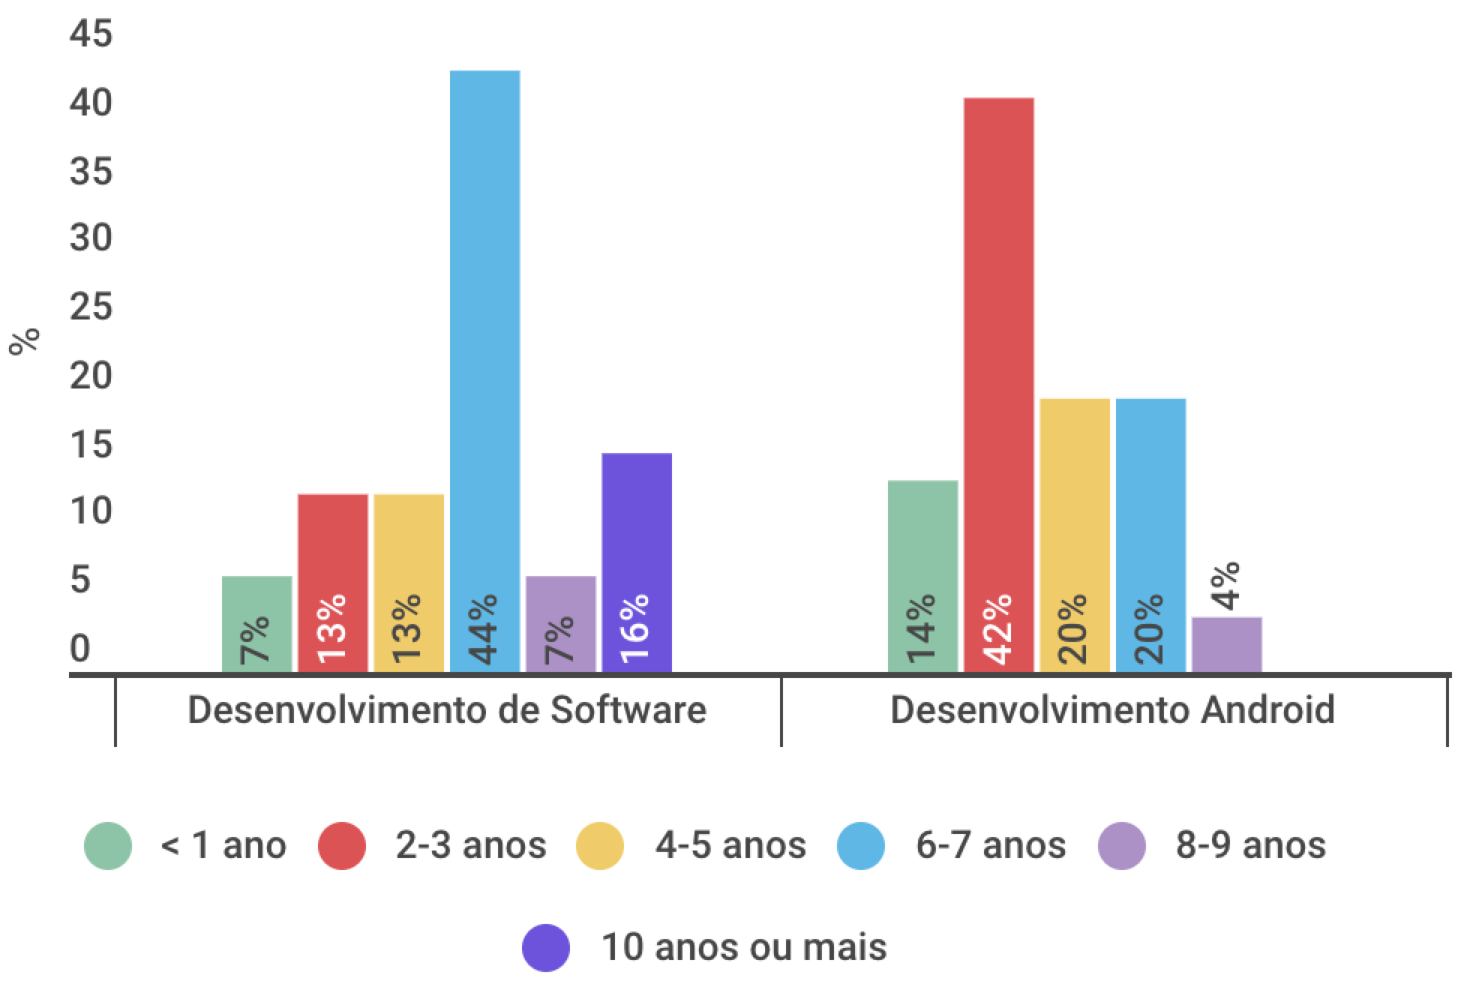 45
40
35
30
25
20
15
10
5
0
%
7%
13%
13%
44%
7%
16%
14%
42%
20%
20%
4%
Desenvolvimento de Software
Desenvolvimento Android
< 1 ano
2-3 anos
4-5 anos
6-7 anos
8-9 anos
10 anos ou mais